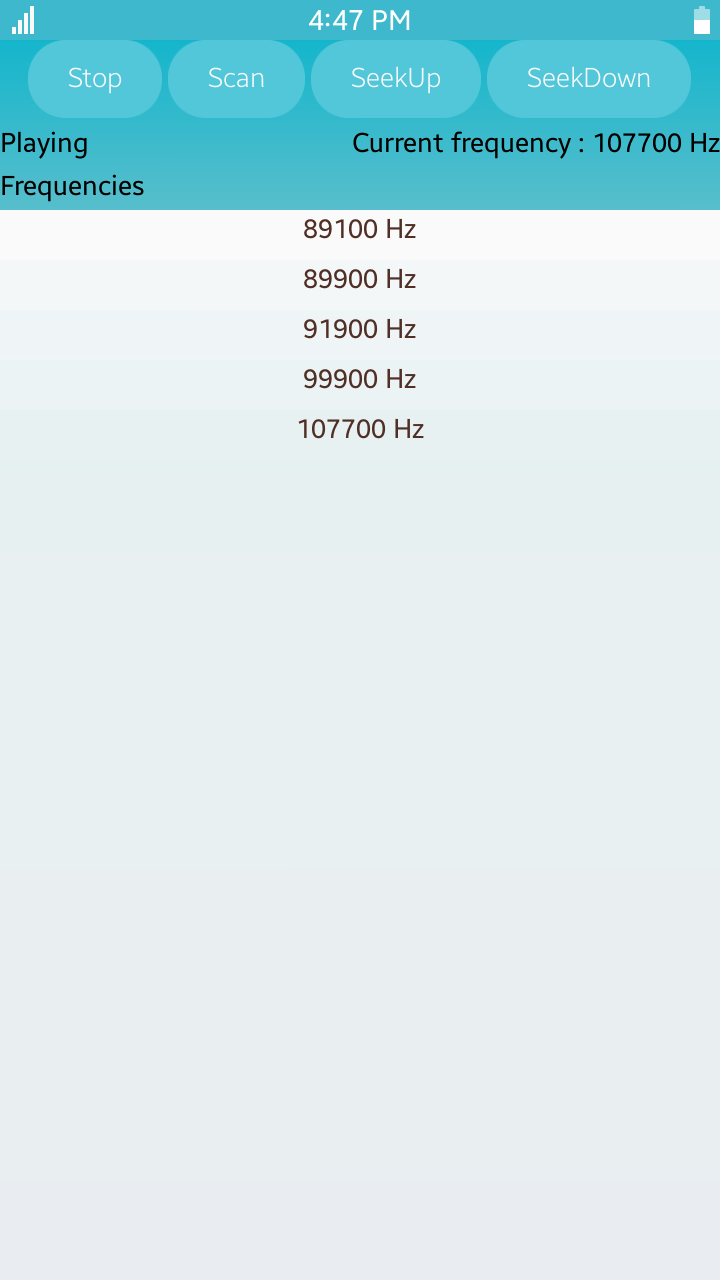 4:47 PM
Stop Scan SeekUp SeekDown
Playing Current frequency : 107700 Hz
Frequencies
89100 Hz
89900 Hz
91900 Hz
99900 Hz
107700 Hz